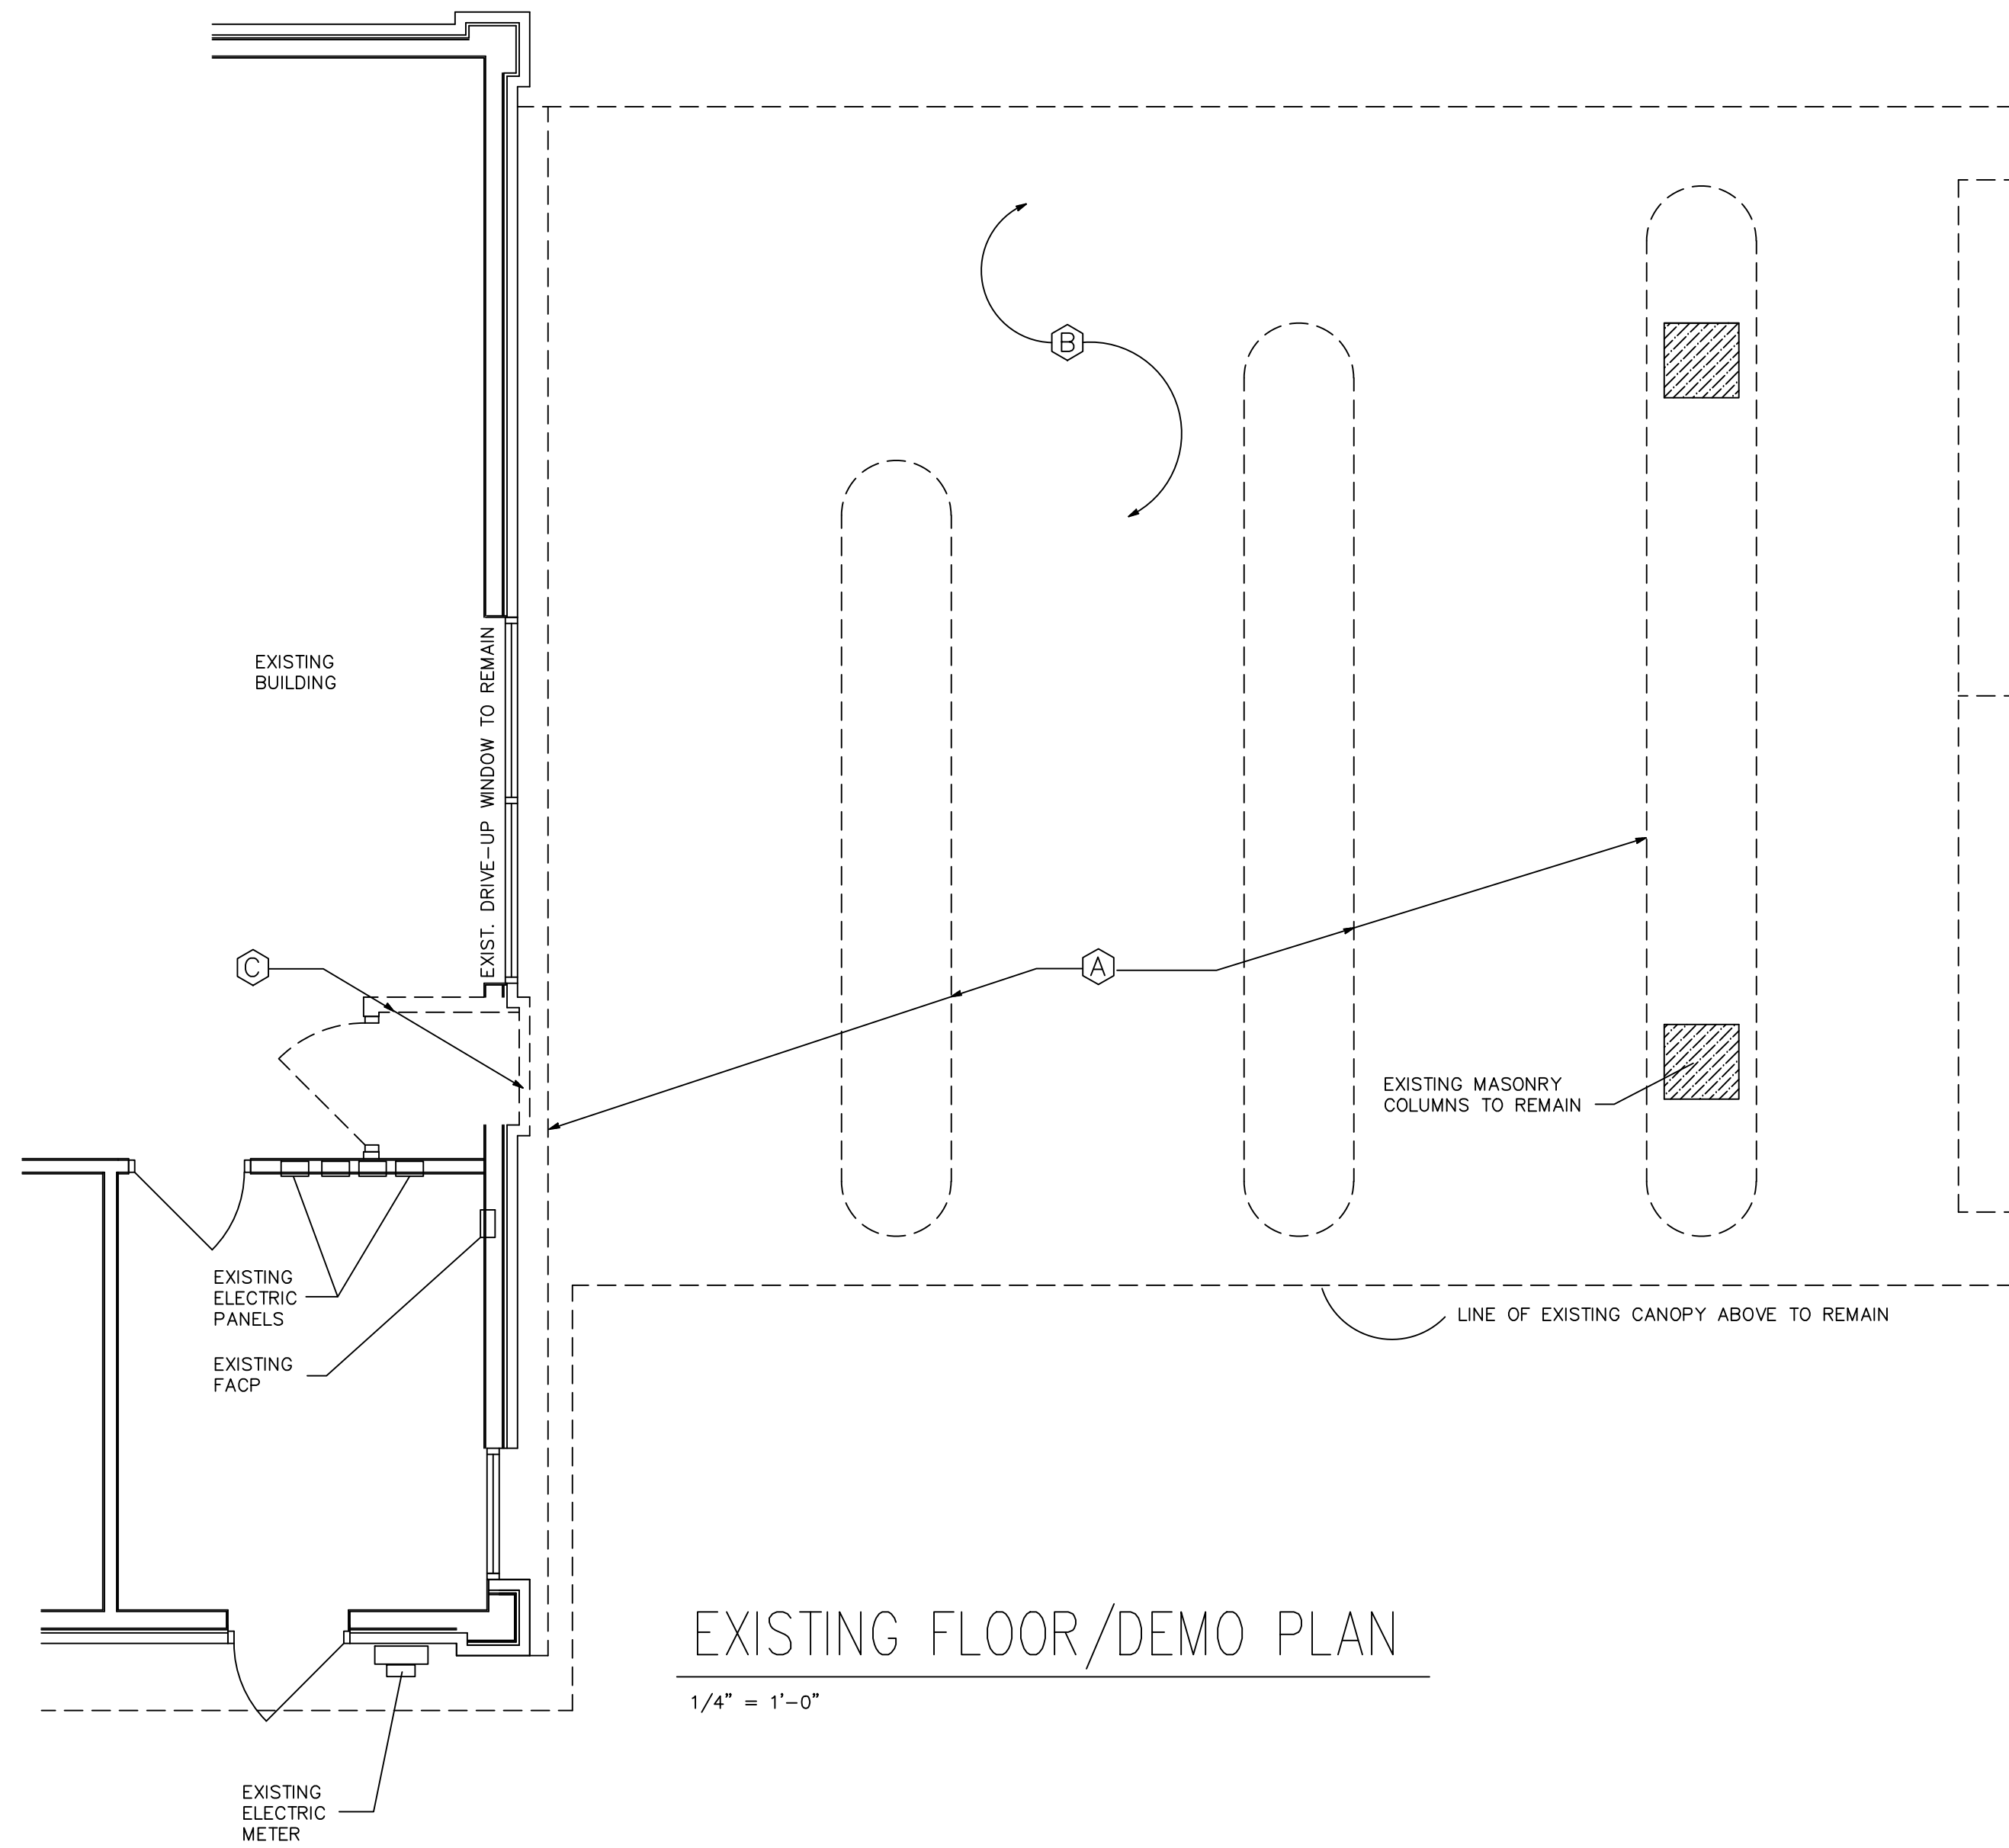 B
EXISTING
BUILDING
EXIST. DRIVE-UP WINDOW TO REMAIN
C
A
EXISTING MASONRY
COLUMNS TO REMAIN
EXISTING
ELECTRIC
PANELS
EXISTING
FACP
LINE OF EXISTING CANOPY ABOVE TO REMAIN
EXISTING FLOOR/DEMO PLAN
1/4" = 1'-0"
EXISTING
ELECTRIC
METER